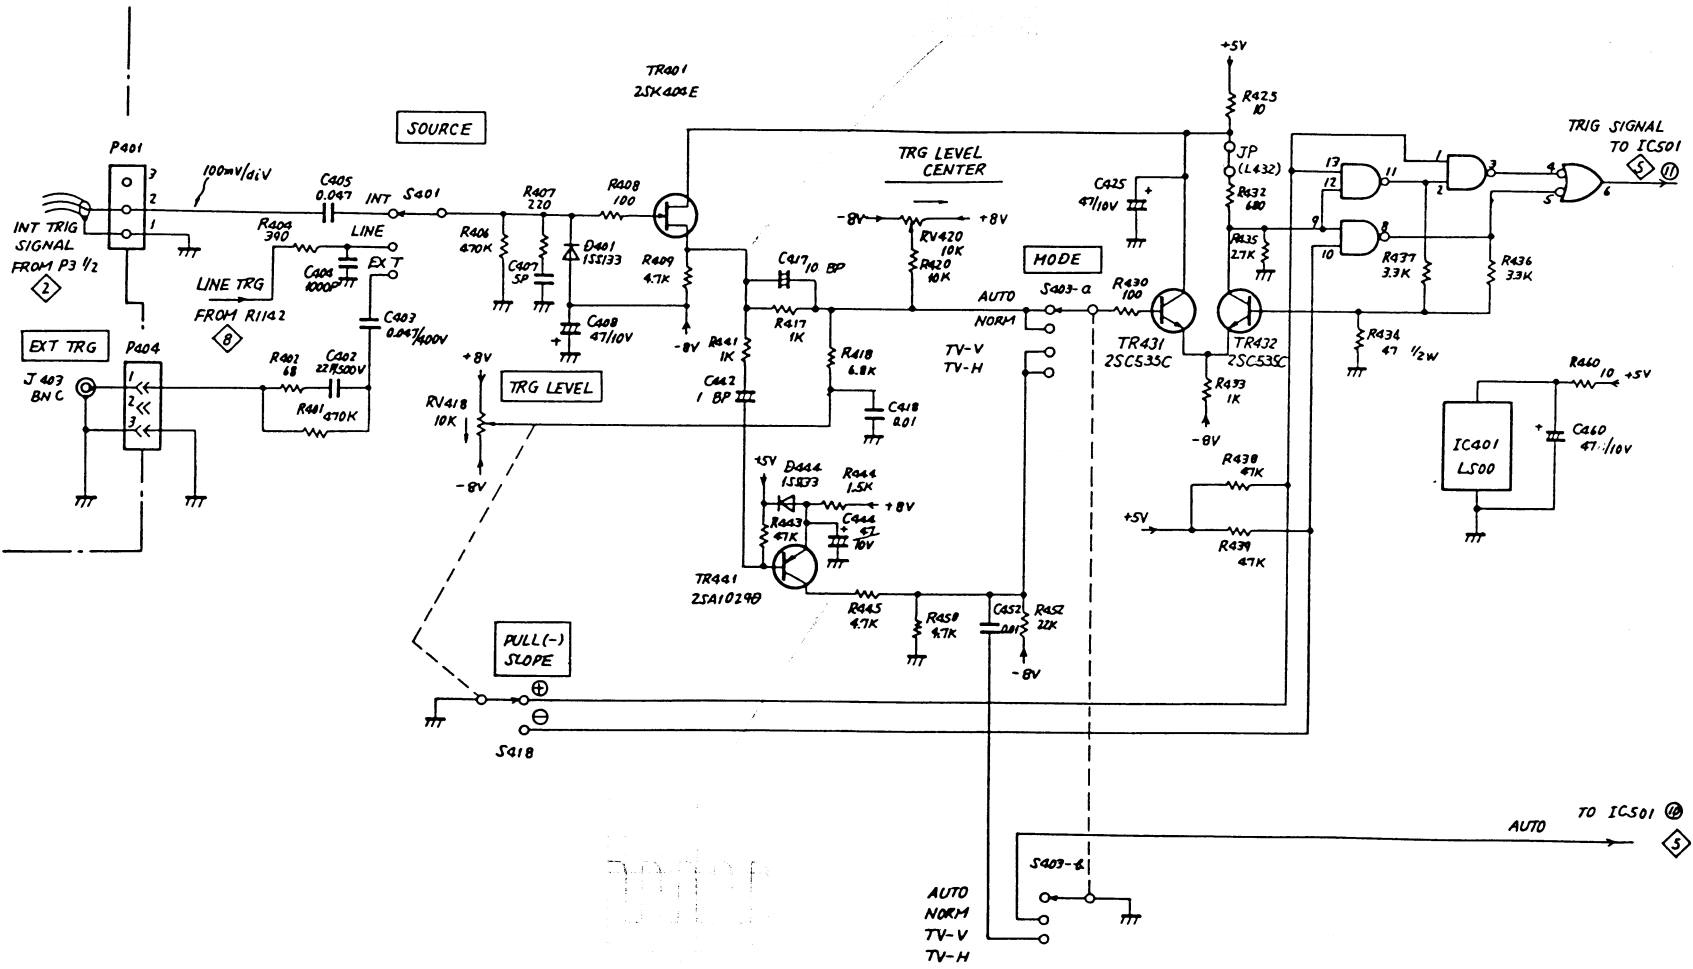 TR401
2SK404E
SOURCE
P401
3
2
1
100mV/div
C405
0.047
INT
S401
LINE
EXT
R404
390
C404
1000P
INT TRIG
SIGNAL
FROM P3 1/2
2
LINE TRG
FROM R1142
8
C403
0.047/400V
EXT TRG
P404
J403
BNC
1
2
3
R402
68
C402
R401
470K
R406
470K
R407
220
C407
5P
D401
1SS133
R408
100
R409
4.7K
C408
47/10V
-8V
C417
10 BP
R417
1K
R441
1K
C442
1 BP
R418
6.8K
C418
0.01
+8V
TRG LEVEL
RV418
10K
-8V
TRG LEVEL
CENTER
-8V
+8V
RV420
10K
R420
10K
MODE
AUTO
NORM
TV-V
TV-H
S403-a
R430
100
C425
47/10V
+5V
R425
10
JP
(L432)
R432
680
R435
2.7K
TR431
2SC535C
TR432
2SC535C
R433
1K
-8V
13
12
11
9
10
8
1
2
3
4
5
6
R437
3.3K
R436
3.3K
R434
47 1/2W
TRIG SIGNAL
TO IC501
5
11
R460
10
+5V
IC401
LS00
C460
47/10V
R438
47K
+5V
R439
47K
+5V
D444
1SS133
R444
1.5K
+8V
R443
47K
C444
47/10V
TR441
2SA1029
R445
4.7K
R450
4.7K
C452
0.01
R452
22K
-8V
PULL(-)
SLOPE
+
-
S418
TO IC501 10
AUTO
5
S403-b
AUTO
NORM
TV-V
TV-H